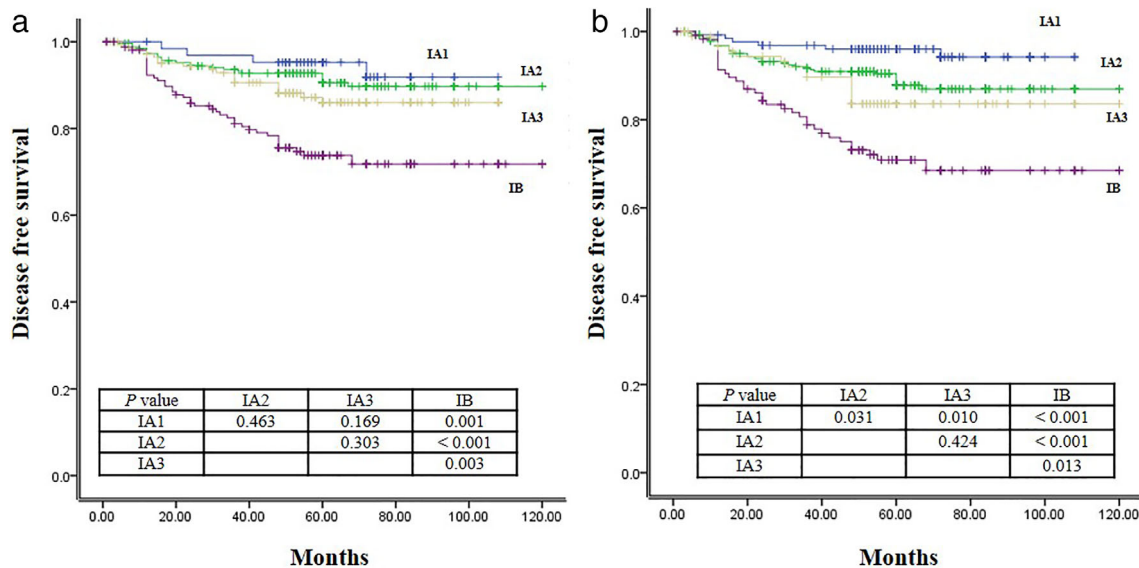 a
Disease free survival
1.0
0.8
0.6
0.4
0.2
0.0
IA1
IA2
IA3
IB
P value IA2 IA3 IB
IA1 0.463 0.169 0.001
IA2 0.303 < 0.001
IA3 0.003
0.00 20.00 40.00 60.00 80.00 100.00 120.00
Months
b
Disease free survival
1.0
0.8
0.6
0.4
0.2
0.0
IA1
IA2
IA3
IB
P value IA2 IA3 IB
IA1 0.031 0.010 < 0.001
IA2 0.424 < 0.001
IA3 0.013
0.00 20.00 40.00 60.00 80.00 100.00 120.00
Months